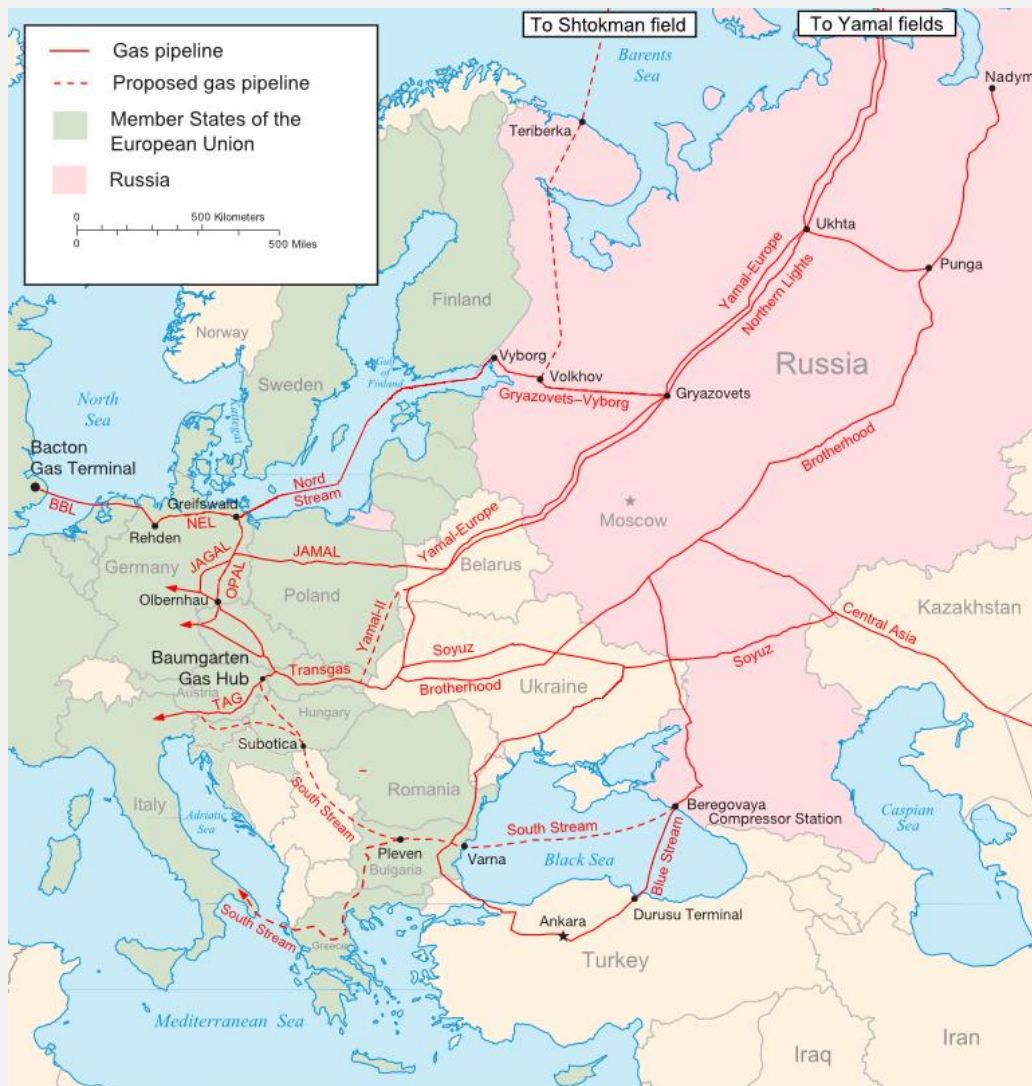 To Shtokman field
To Yamal fields
Gas pipeline
Proposed gas pipeline
Member States of the
European Union
Russia
0
500 Kilometers
0
500 Miles
Barents
Sea
Nadym
Teriberka
Ukhta
Punga
Yamal-Europe
Northern Lights
Finland
Norway
Sweden
Gulf
of
Finland
Vyborg
Volkhov
Gryazovets–Vyborg
Gryazovets
Russia
Brotherhood
North
Sea
Kattegat
Bacton
Gas Terminal
BBL
Greifswald
NEL
Rehden
Nord
Stream
Moscow
JAGAL
OPAL
JAMAL
Yamal-Europe
Belarus
Germany
Poland
Olbernhau
Yamal-II
Kazakhstan
Central Asia
Soyuz
Soyuz
Baumgarten
Gas Hub
Transgas
Brotherhood
Ukraine
Austria
TAG
Hungary
Subotica
South Stream
Romania
Italy
Adriatic
Sea
Beregovaya
Compressor Station
Caspian
Sea
South Stream
Pleven
Varna
Bulgaria
Black Sea
Blue Stream
South Stream
Ankara
Durusu Terminal
Greece
Turkey
Mediterranean Sea
Iraq
Iran